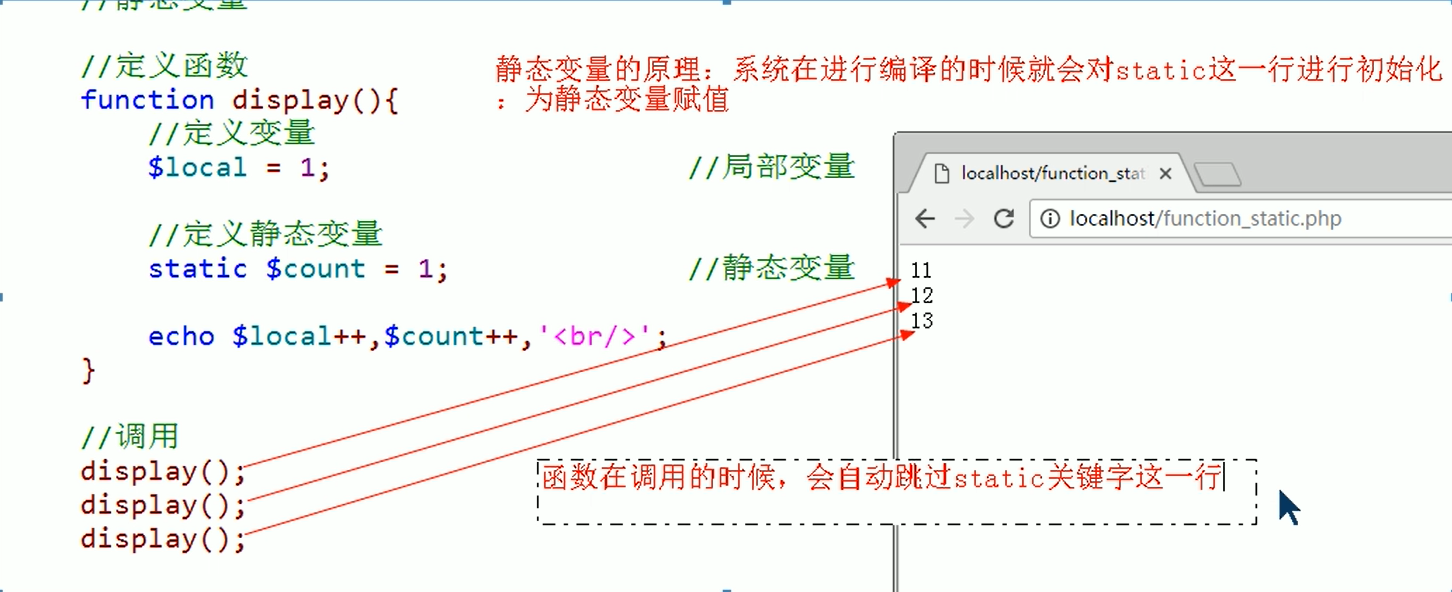 //静态变量
//定义函数
静态变量的原理：系统在进行编译的时候就会对static这一行进行初始化
：为静态变量赋值
function display(){
//定义变量
$local = 1; //局部变量
localhost/function_stat
localhost/function_static.php
//定义静态变量
static $count = 1; //静态变量
11
12
13
echo $local++,$count++,'<br/>';
}
//调用
display();
display();
display();
函数在调用的时候，会自动跳过static关键字这一行